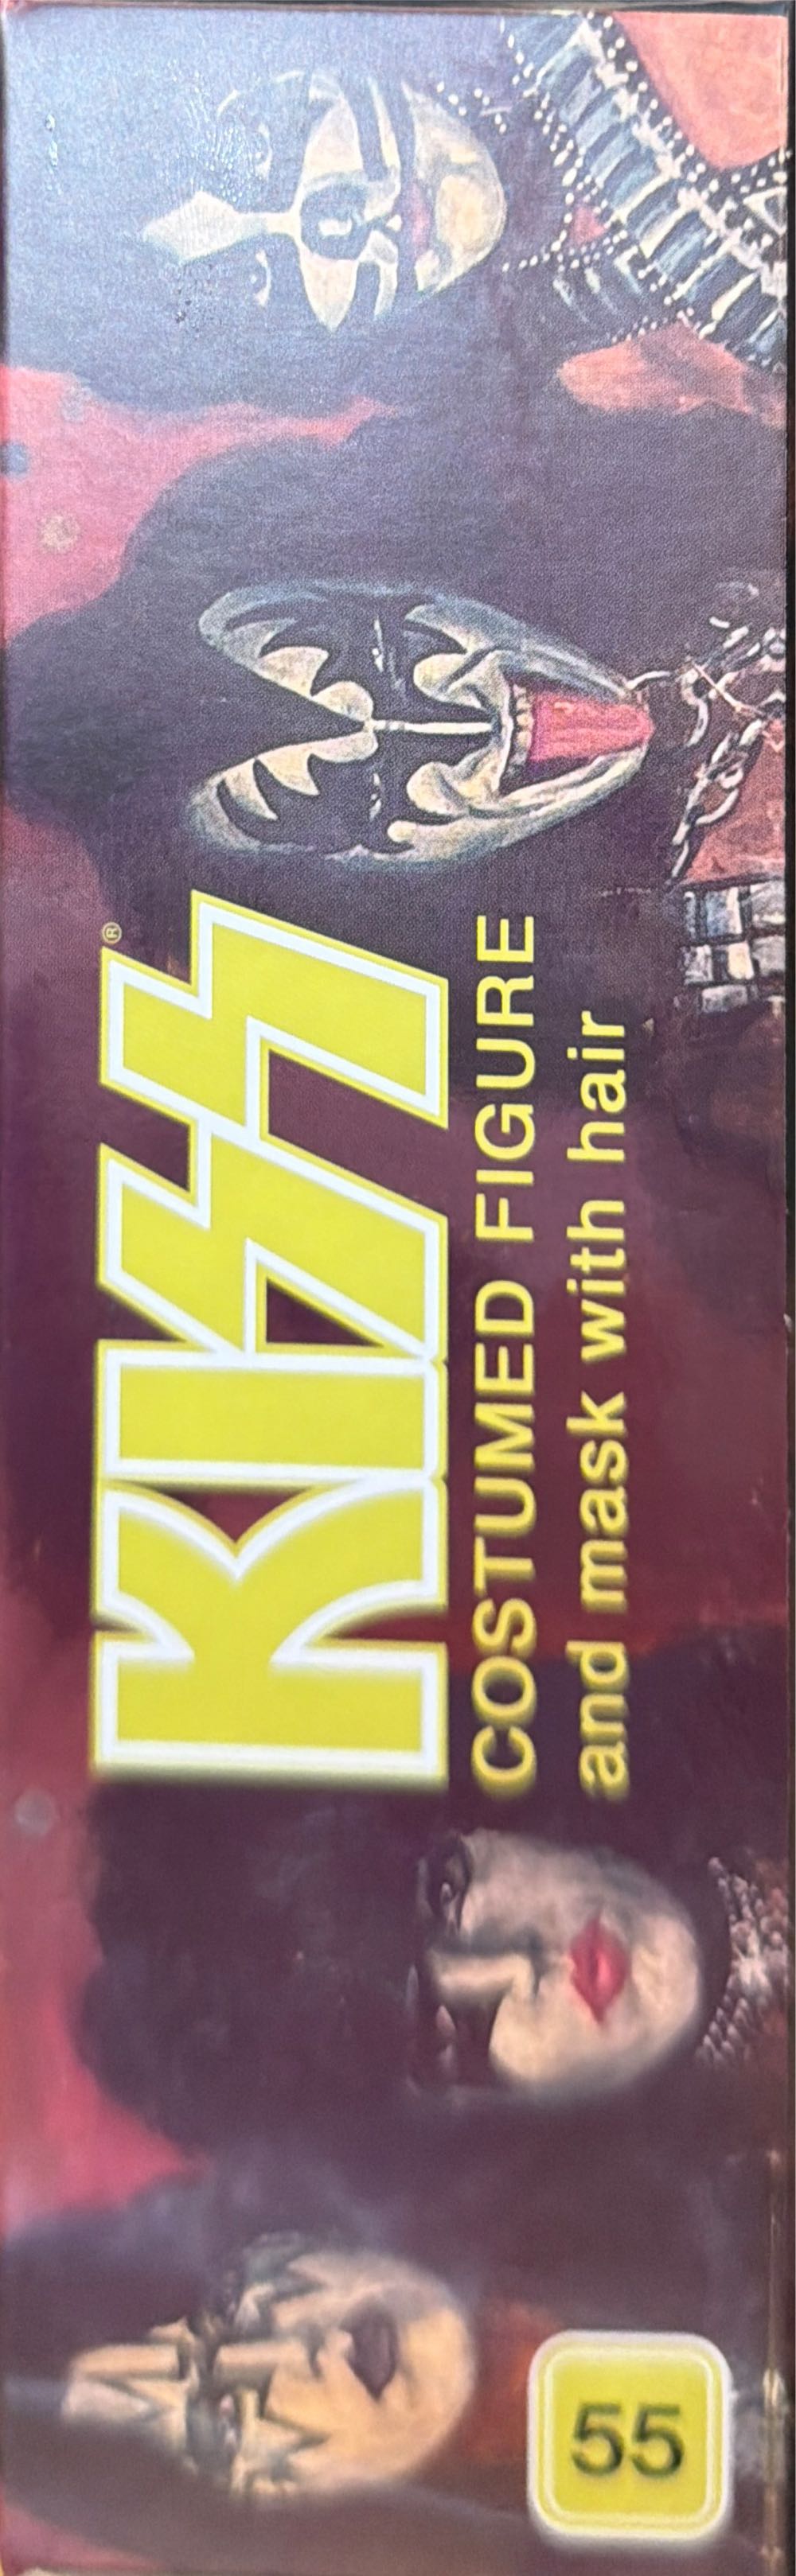 KISS®
COSTUMED FIGURE
and mask with hair
55